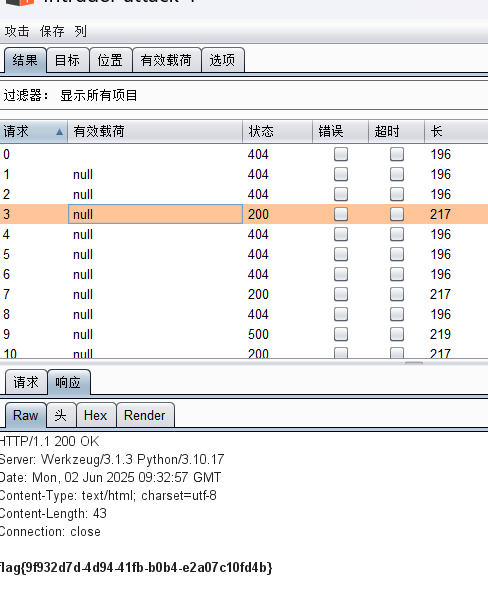 攻击 保存 列
结果 目标 位置 有效载荷 选项
过滤器： 显示所有项目
请求 有效载荷 状态 错误 超时 长
0 404 196
1 null 404 196
2 null 404 196
3 null 200 217
4 null 404 196
5 null 404 196
6 null 404 196
7 null 200 217
8 null 404 196
9 null 500 219
10 null 200 217
请求 响应
Raw 头 Hex Render
HTTP/1.1 200 OK
Server: Werkzeug/3.1.3 Python/3.10.17
Date: Mon, 02 Jun 2025 09:32:57 GMT
Content-Type: text/html; charset=utf-8
Content-Length: 43
Connection: close
flag{9f932d7d-4d94-41fb-b0b4-e2a07c10fd4b}